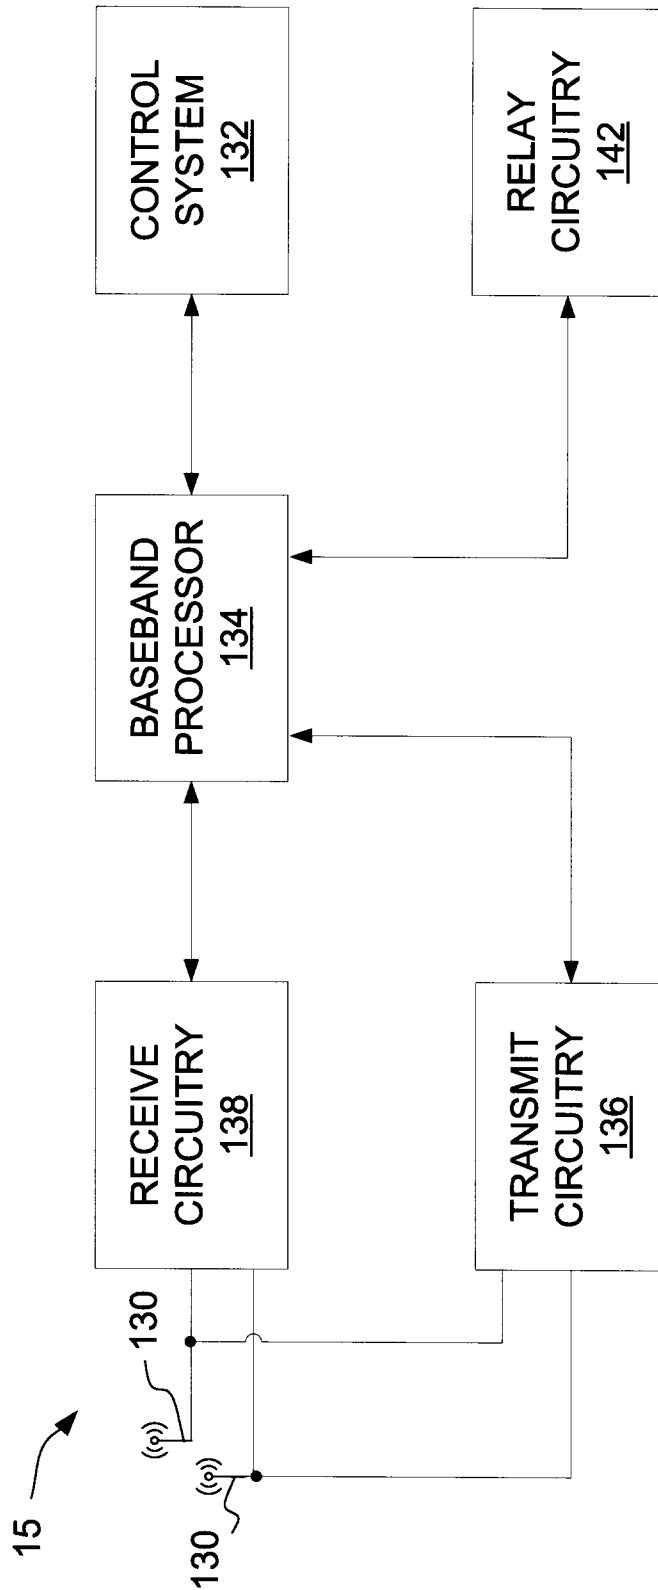 15
130
130
RECEIVE
CIRCUITRY
138
BASEBAND
PROCESSOR
134
CONTROL
SYSTEM
132
TRANSMIT
CIRCUITRY
136
RELAY
CIRCUITRY
142